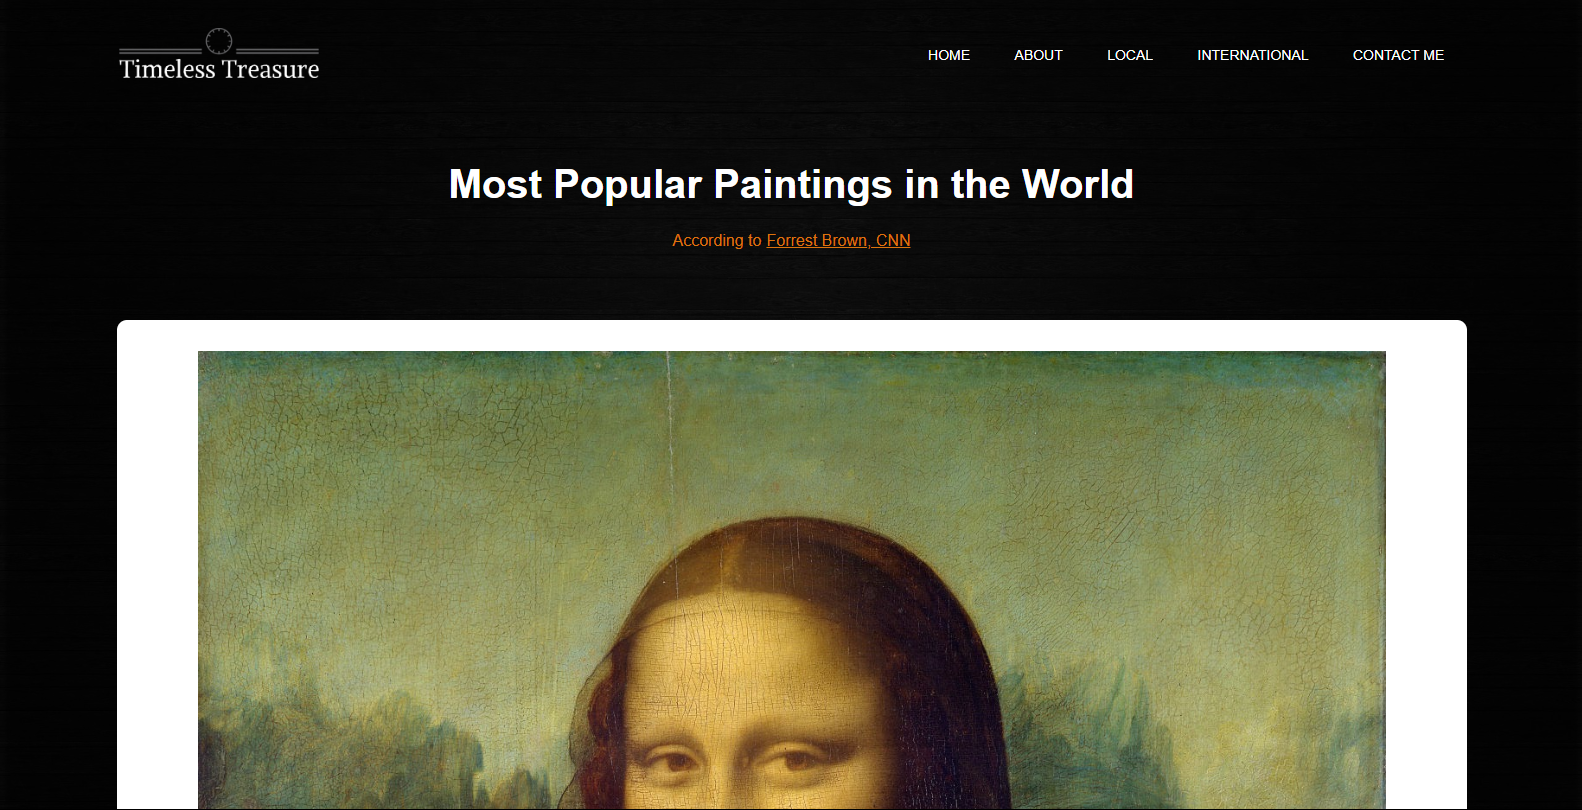 Timeless Treasure
HOME ABOUT LOCAL INTERNATIONAL CONTACT ME
Most Popular Paintings in the World
According to Forrest Brown, CNN